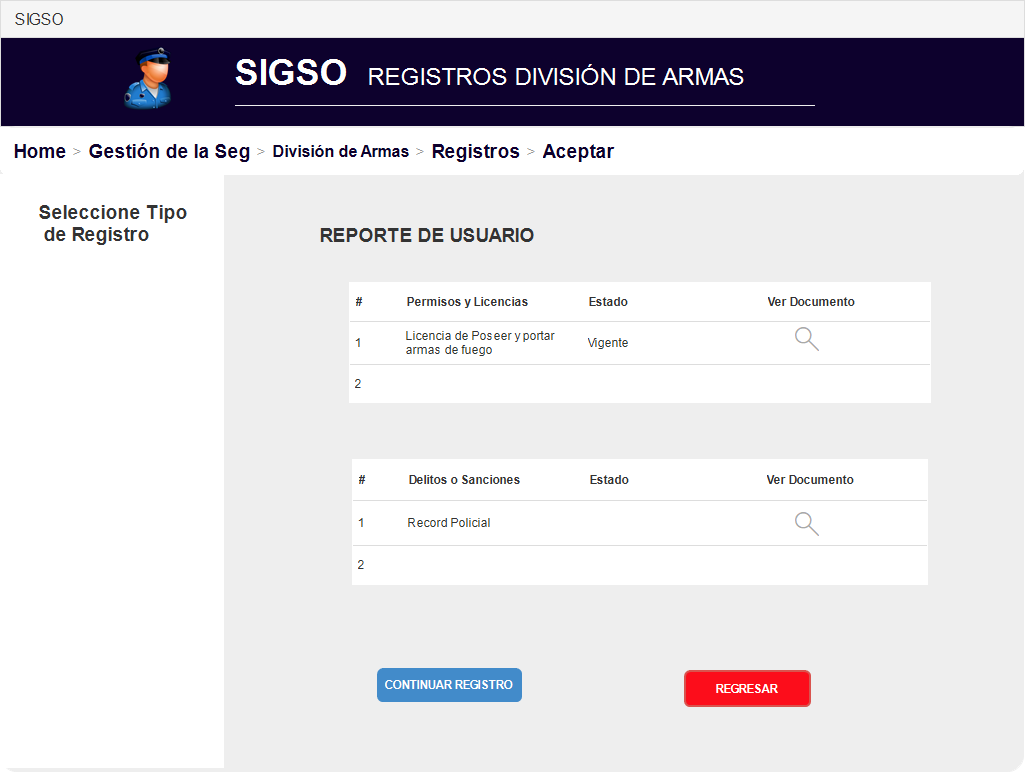 SIGSO
SIGSO REGISTROS DIVISIÓN DE ARMAS
Home > Gestión de la Seg > División de Armas > Registros > Aceptar
Seleccione Tipo
de Registro
REPORTE DE USUARIO
# Permisos y Licencias Estado Ver Documento
1 Licencia de Poseer y portar
armas de fuego Vigente
2
# Delitos o Sanciones Estado Ver Documento
1 Record Policial
2
CONTINUAR REGISTRO
REGRESAR